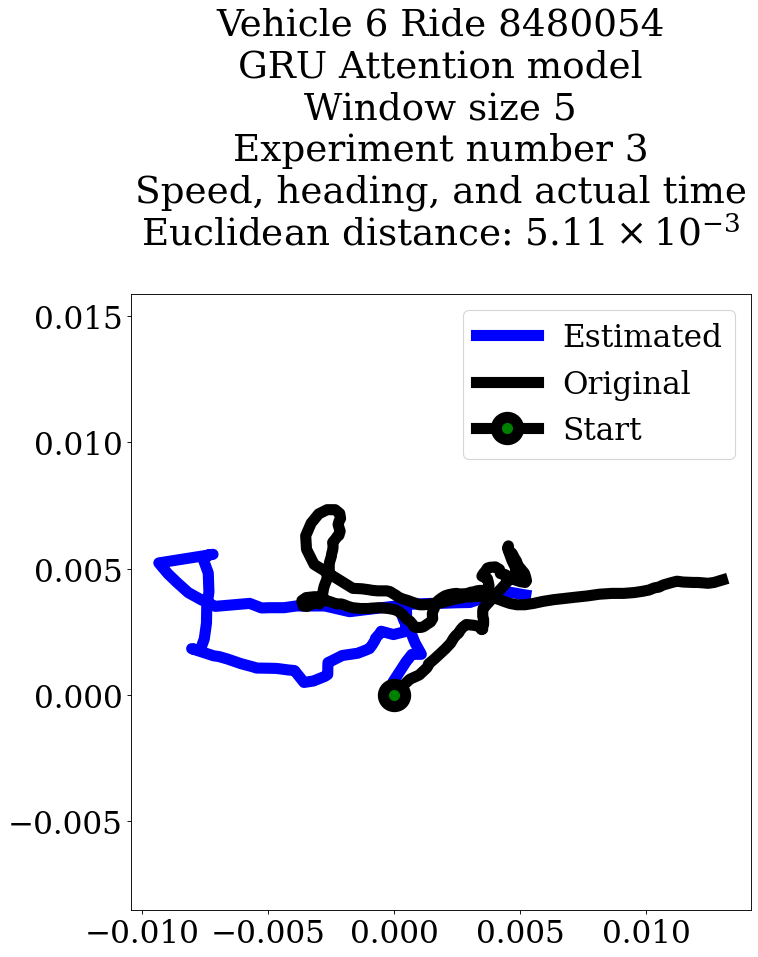 Vehicle 6 Ride 8480054
GRU Attention model
Window size 5
Experiment number 3
Speed, heading, and actual time
Euclidean distance: 5.11 × 10⁻³
0.015
0.010
0.005
0.000
−0.005
Estimated
Original
Start
−0.010 −0.005 0.000 0.005 0.010